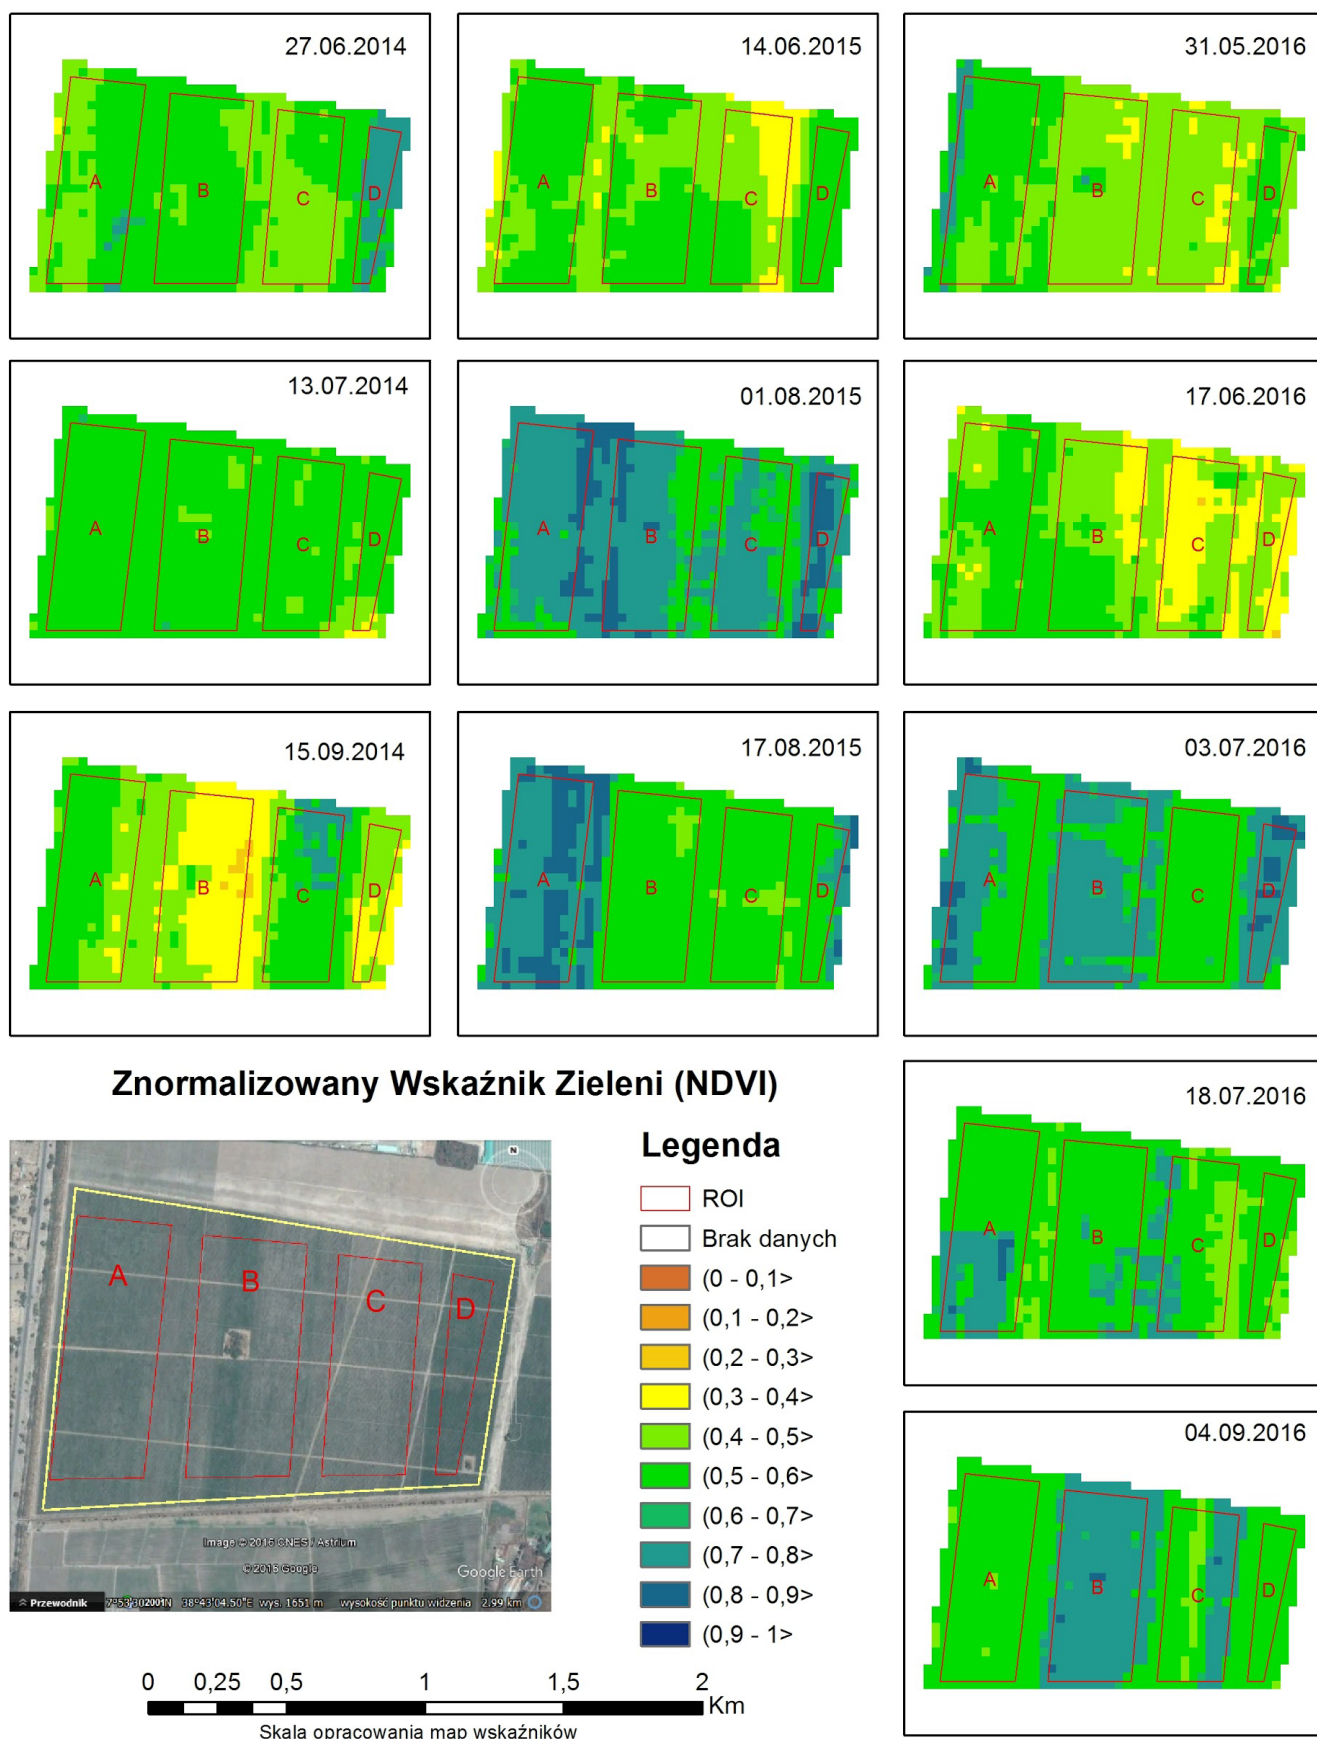 27.06.2014
A
B
C
D
14.06.2015
A
B
C
D
31.05.2016
A
B
C
D
13.07.2014
A
B
C
D
01.08.2015
A
B
C
D
17.06.2016
A
B
C
D
15.09.2014
A
B
C
D
17.08.2015
A
B
C
D
03.07.2016
A
B
C
D
Znormalizowany Wskaźnik Zieleni (NDVI)
N
A
B
C
D
Image © 2016 CNES / Astrium
© 2016 Google
Google Earth
Przewodnik
2001
38°43'04.50"E wys. 1651 m wysokość punktu widzenia 2.99 km
Legenda
ROI
Brak danych
(0 - 0,1>
(0,1 - 0,2>
(0,2 - 0,3>
(0,3 - 0,4>
(0,4 - 0,5>
(0,5 - 0,6>
(0,6 - 0,7>
(0,7 - 0,8>
(0,8 - 0,9>
(0,9 - 1>
0 0,25 0,5 1 1,5 2
Km
Skala opracowania map wskaźników
18.07.2016
A
B
C
D
04.09.2016
A
B
C
D